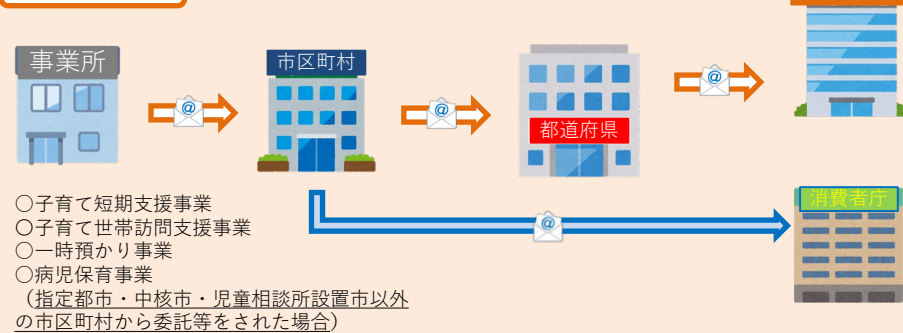 事業所
市区町村
都道府県
消費者庁
@
@
@
@
○子育て短期支援事業
○子育て世帯訪問支援事業
○一時預かり事業
○病児保育事業
（指定都市・中核市・児童相談所設置市以外
の市区町村から委託等をされた場合）